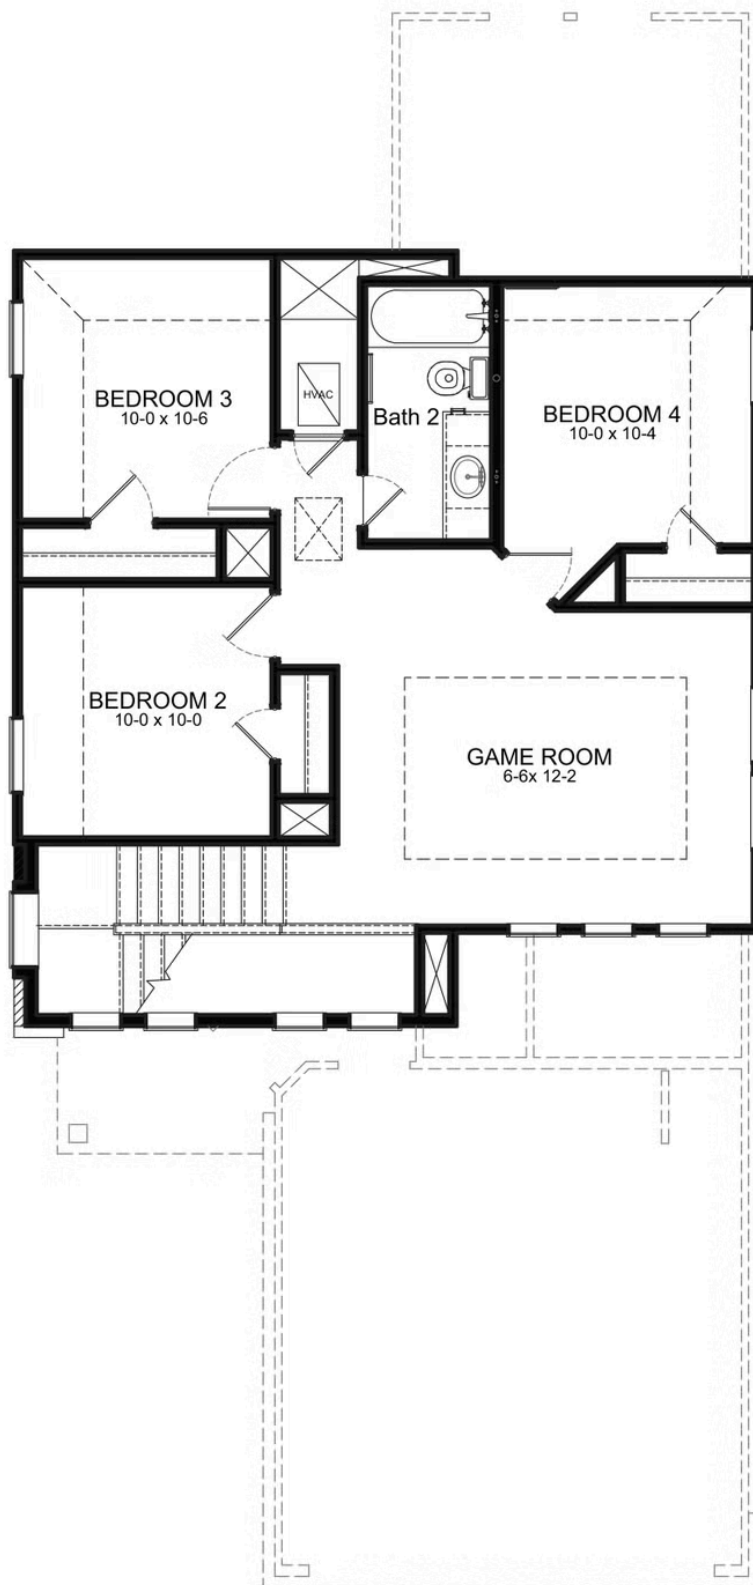 BEDROOM 3
10-0 x 10-6
HVAC
Bath 2
BEDROOM 4
10-0 x 10-4
BEDROOM 2
10-0 x 10-0
GAME ROOM
6-6x 12-2